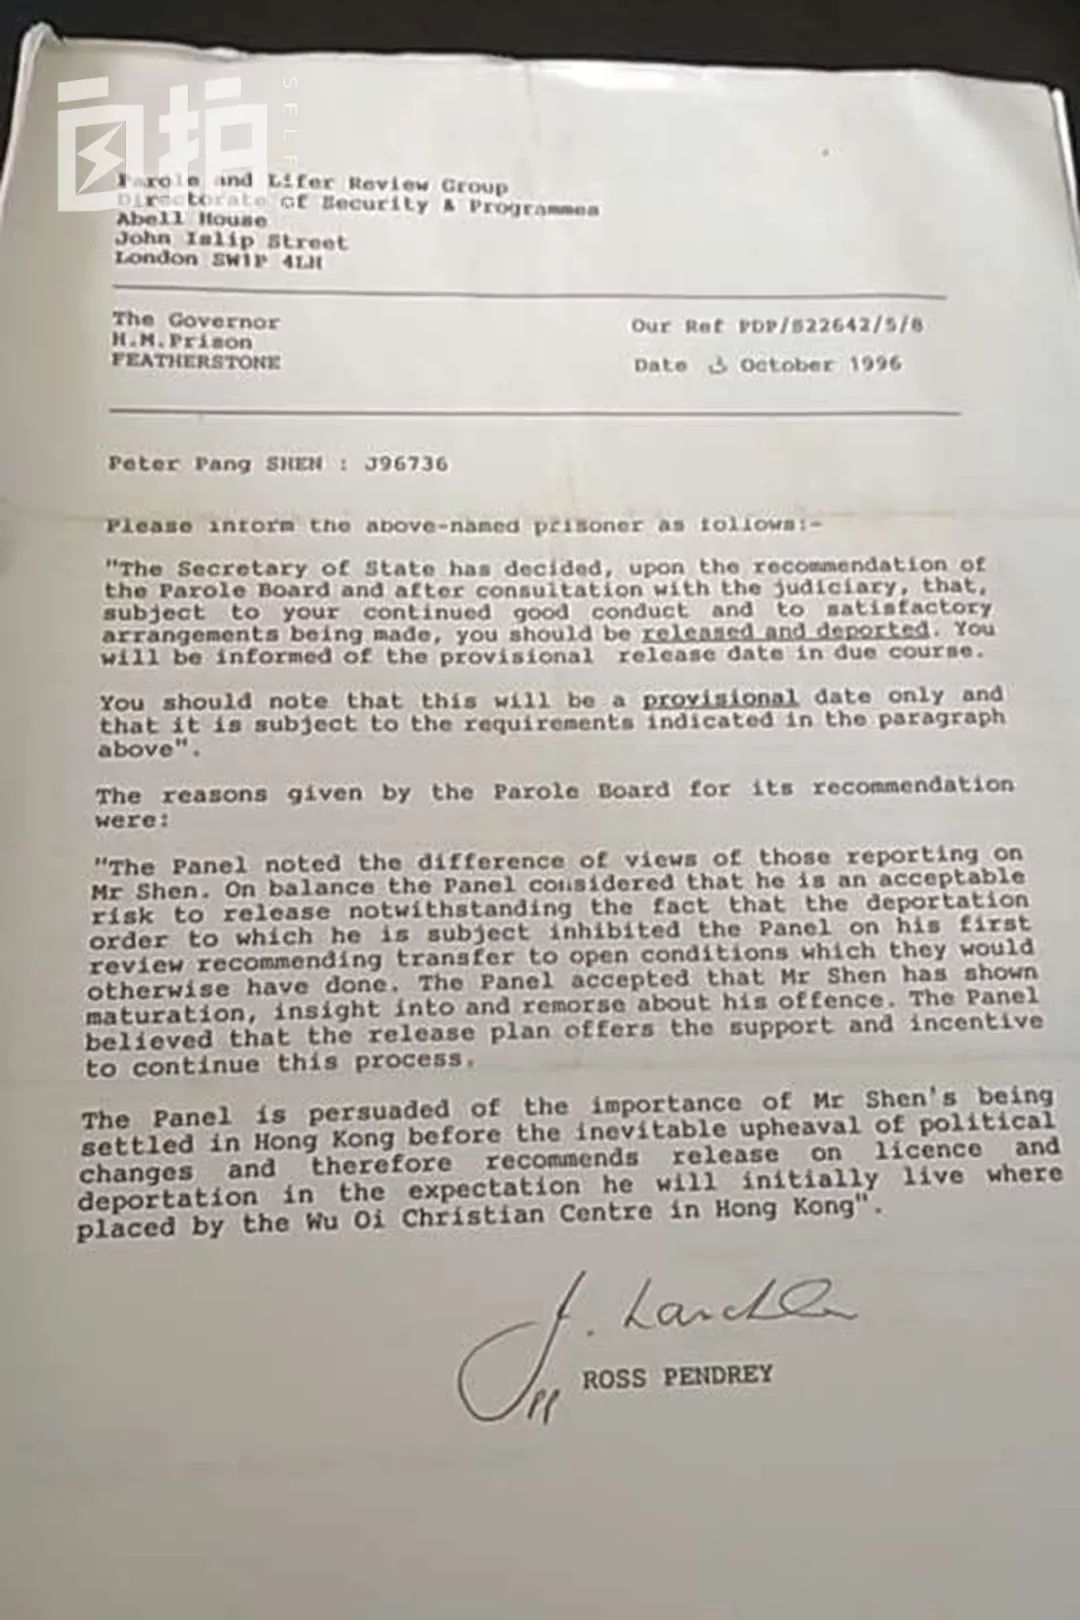 自拍
SELF
Parole and Lifer Review Group
Directorate of Security & Programmes
Abell House
John Islip Street
London SW1P 4LH
The Governor
H.M.Prison
FEATHERSTONE
Our Ref PDP/S22642/5/8
Date 3 October 1996
Peter Pang SHEN : J96736
Please inform the above-named prisoner as follows:-
"The Secretary of State has decided, upon the recommendation of
the Parole Board and after consultation with the judiciary, that,
subject to your continued good conduct and to satisfactory
arrangements being made, you should be released and deported. You
will be informed of the provisional release date in due course.
You should note that this will be a provisional date only and
that it is subject to the requirements indicated in the paragraph
above".
The reasons given by the Parole Board for its recommendation
were:
"The Panel noted the difference of views of those reporting on
Mr Shen. On balance the Panel considered that he is an acceptable
risk to release notwithstanding the fact that the deportation
order to which he is subject inhibited the Panel on his first
review recommending transfer to open conditions which they would
otherwise have done. The Panel accepted that Mr Shen has shown
maturation, insight into and remorse about his offence. The Panel
believed that the release plan offers the support and incentive
to continue this process.
The Panel is persuaded of the importance of Mr Shen's being
settled in Hong Kong before the inevitable upheaval of political
changes and therefore recommends release on licence and
deportation in the expectation he will initially live where
placed by the Wu Oi Christian Centre in Hong Kong".
pp ROSS PENDREY